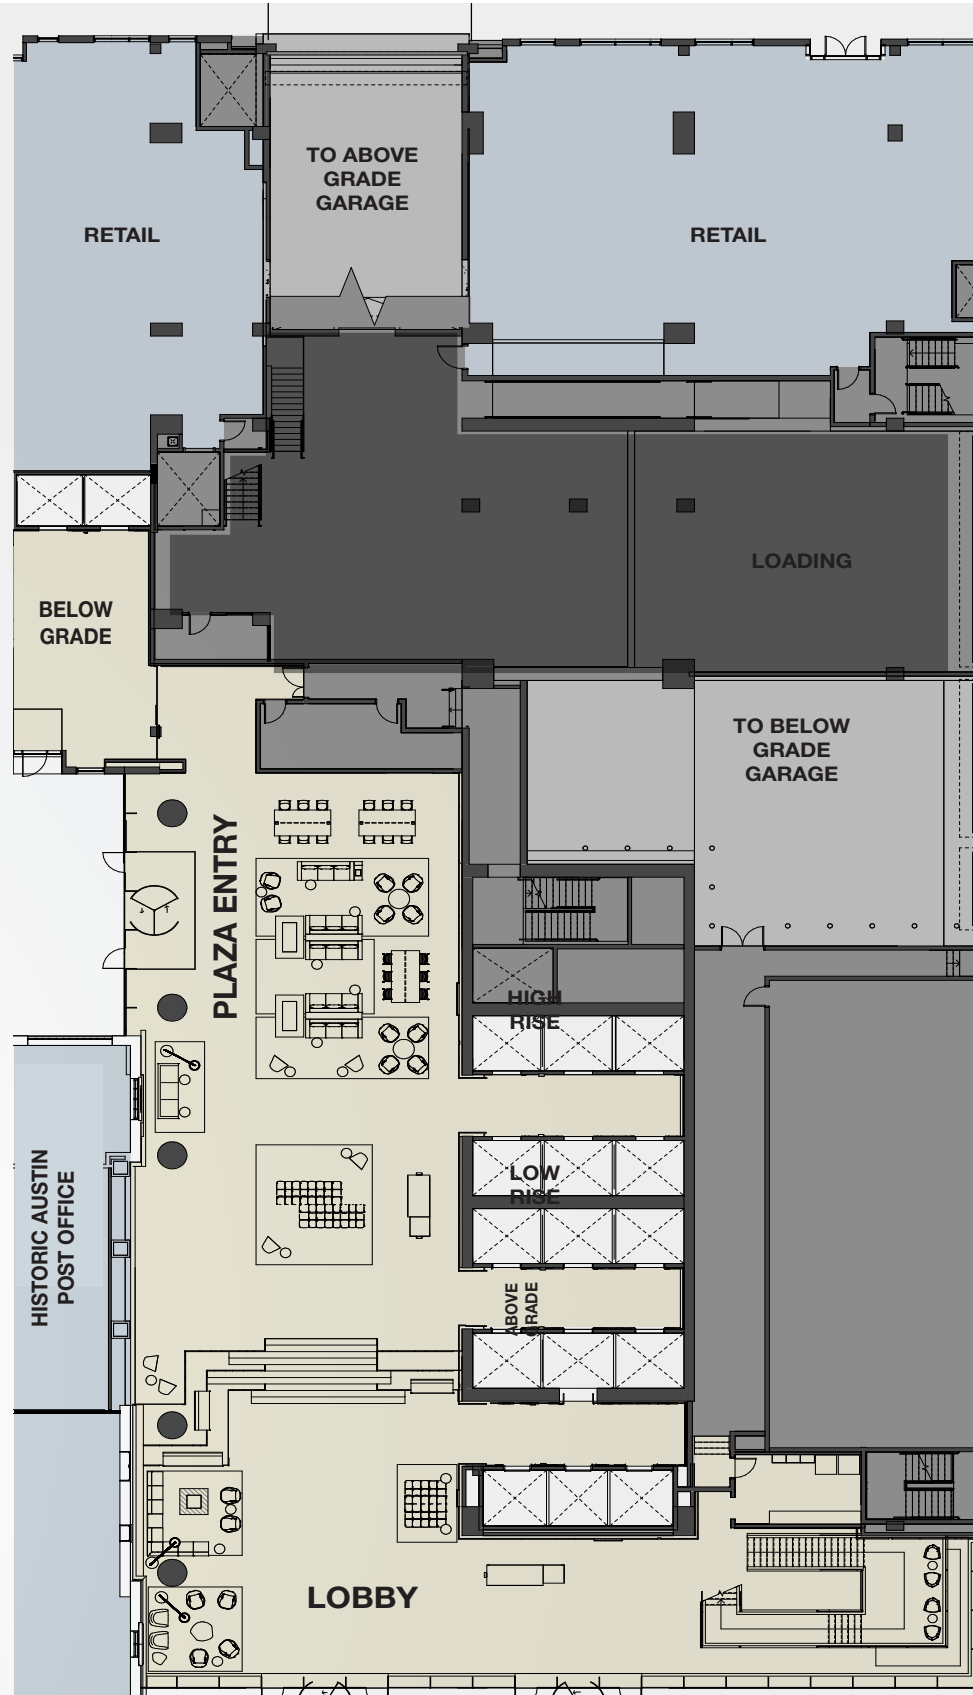 TO ABOVE
GRADE
GARAGE
RETAIL
RETAIL
LOADING
BELOW
GRADE
TO BELOW
GRADE
GARAGE
PLAZA ENTRY
HIGH
RISE
LOW
RISE
HISTORIC AUSTIN
POST OFFICE
ABOVE
GRADE
LOBBY